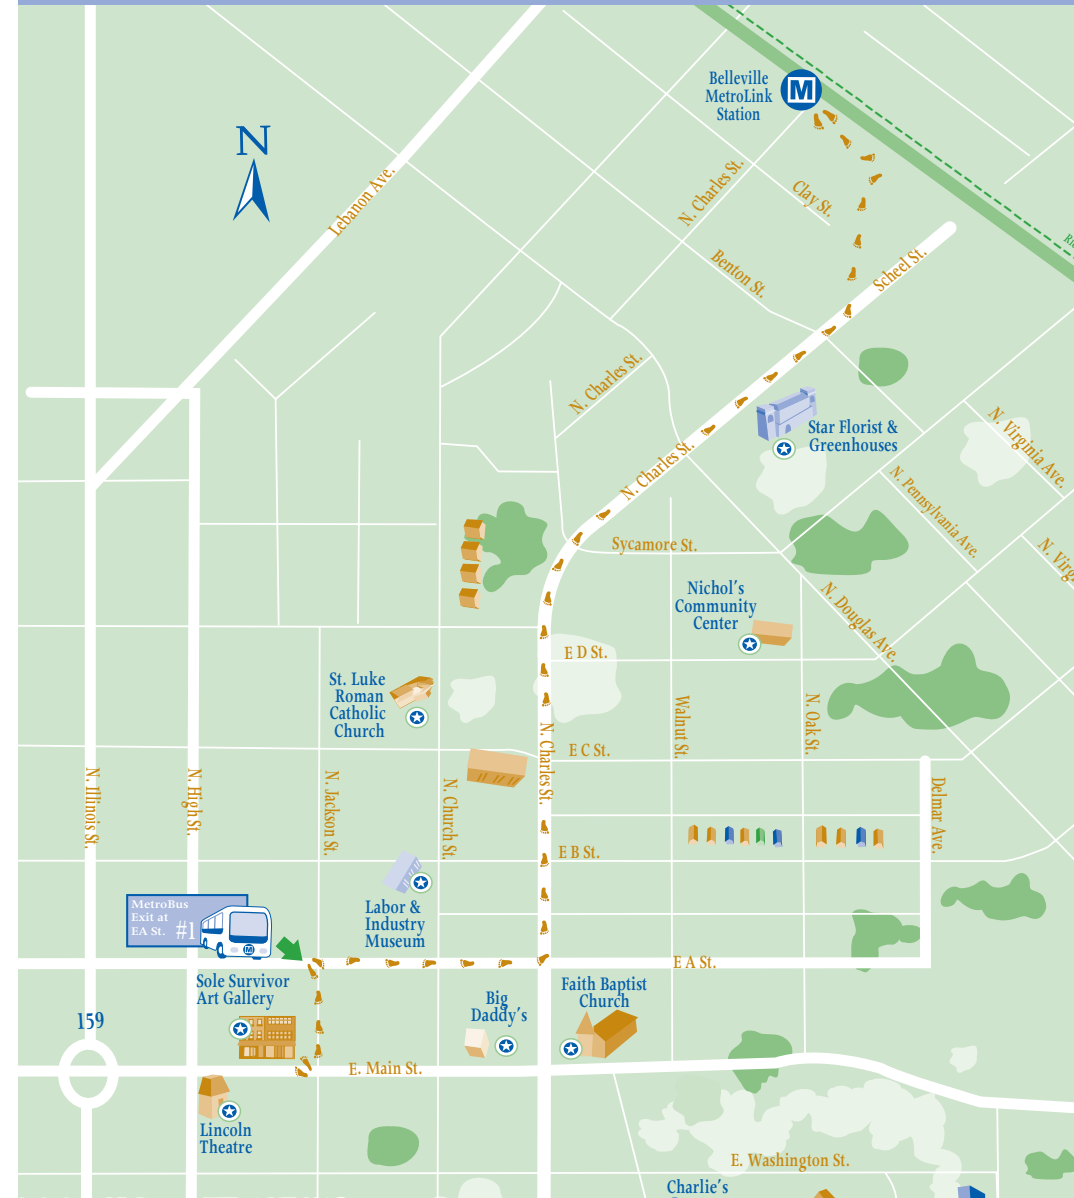 Belleville
MetroLink
Station
M
N
Lebanon Ave.
N. Charles St.
Clay St.
Benton St.
Scheel St.
N. Charles St.
Star Florist &
Greenhouses
N. Virginia Ave.
N. Charles St.
N. Pennsylvania Ave.
Sycamore St.
Nichol's
Community
Center
N. Douglas Ave.
E D St.
St. Luke
Roman
Catholic
Church
Walnut St.
N. Oak St.
N. Charles St.
E C St.
N. Illinois St.
N. High St.
N. Jackson St.
N. Church St.
Delmar Ave.
E B St.
MetroBus
Exit at
EA St. #1
M
Labor &
Industry
Museum
E A St.
Sole Survivor
Art Gallery
Big
Daddy's
Faith Baptist
Church
159
E. Main St.
Lincoln
Theatre
E. Washington St.
Charlie's